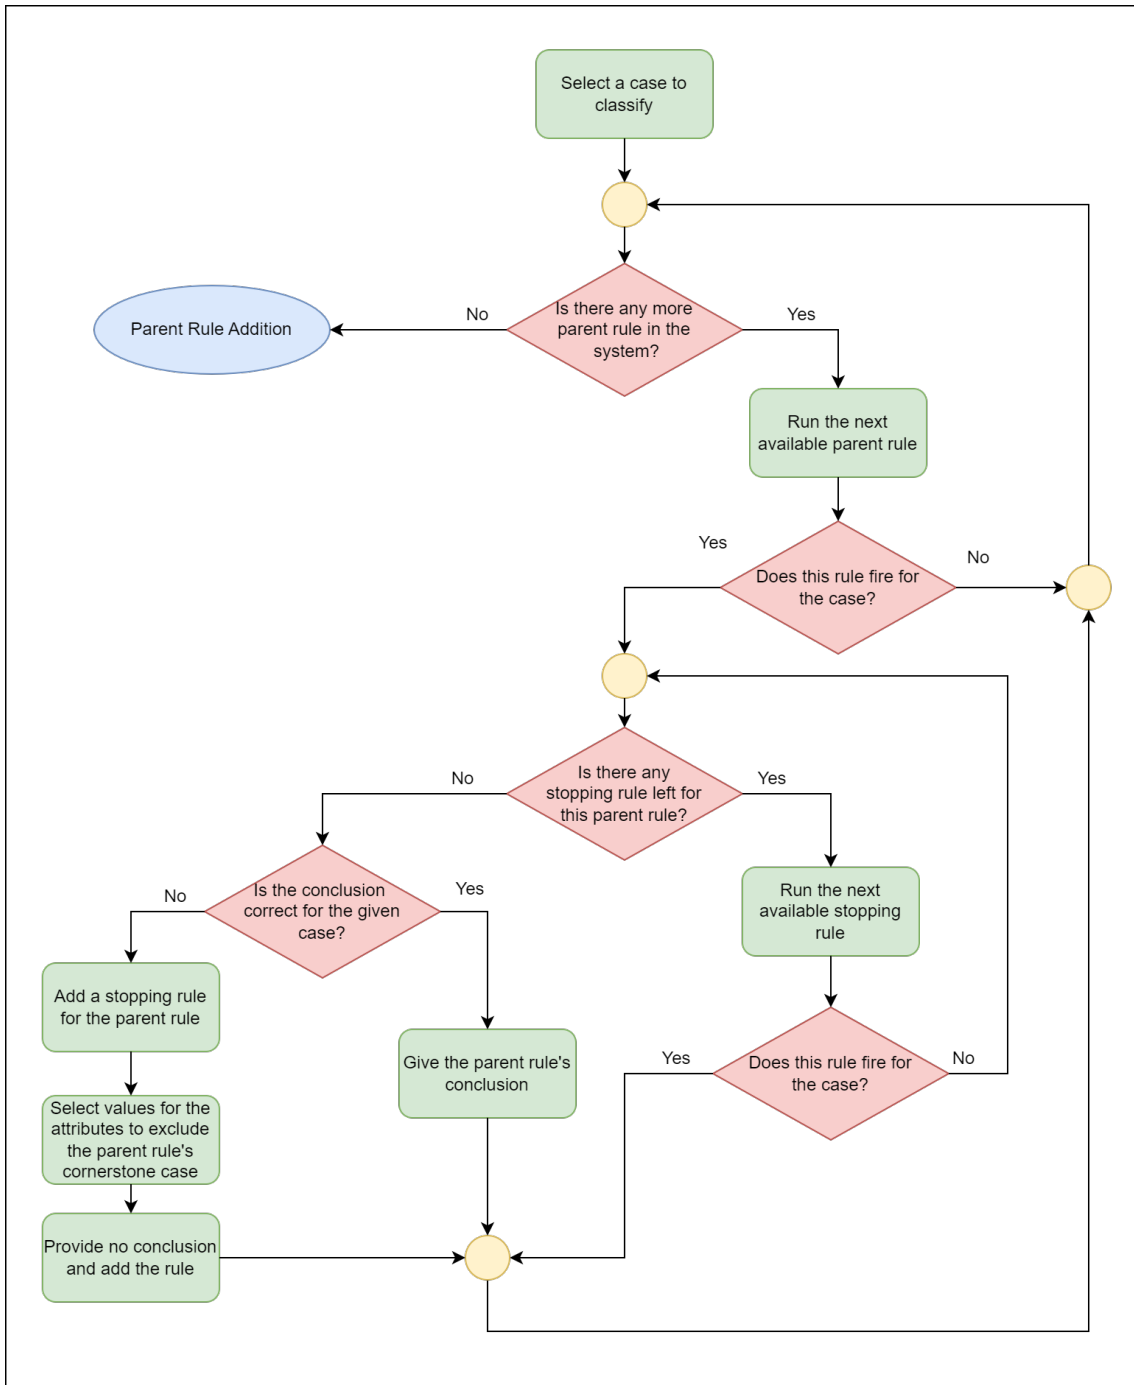 Select a case to
classify
Is there any more
parent rule in the
system?
No
Yes
Parent Rule Addition
Run the next
available parent rule
Does this rule fire for
the case?
Yes
No
Is there any
stopping rule left for
this parent rule?
No
Yes
Is the conclusion
correct for the given
case?
No
Yes
Run the next
available stopping
rule
Add a stopping rule
for the parent rule
Give the parent rule's
conclusion
Does this rule fire for
the case?
Yes
No
Select values for the
attributes to exclude
the parent rule's
cornerstone case
Provide no conclusion
and add the rule